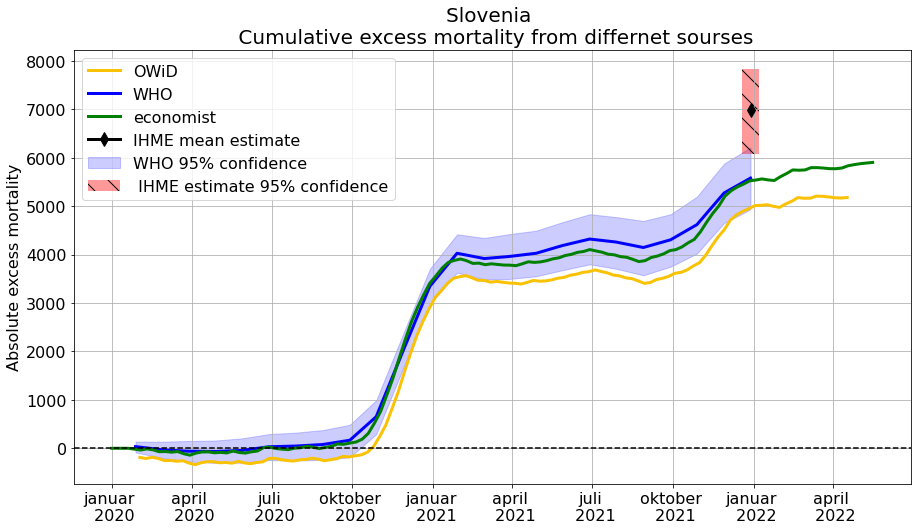 Slovenia
Cumulative excess mortality from differnet sourses
8000
7000
6000
5000
4000
3000
2000
1000
0
Absolute excess mortality
OWiD
WHO
economist
IHME mean estimate
WHO 95% confidence
IHME estimate 95% confidence
januar april juli oktober januar april juli oktober januar april
2020 2020 2020 2020 2021 2021 2021 2021 2022 2022